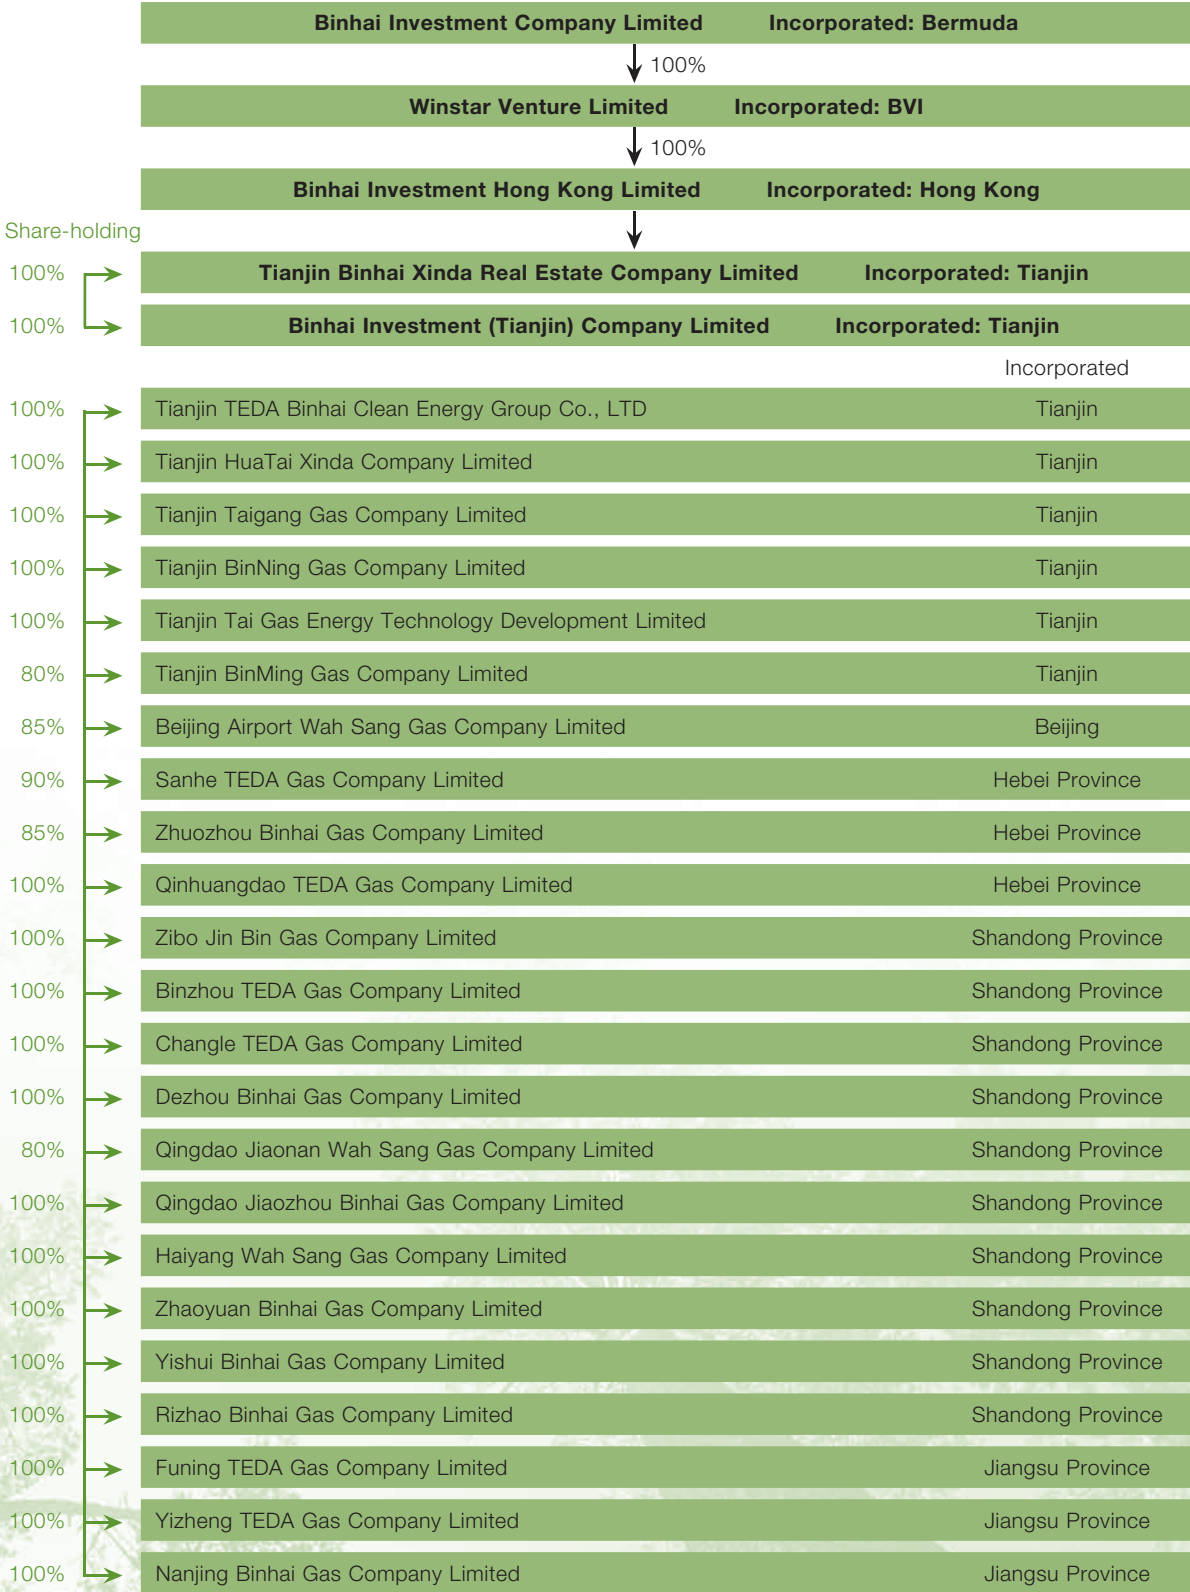 Binhai Investment Company Limited Incorporated: Bermuda
100%
Winstar Venture Limited Incorporated: BVI
100%
Binhai Investment Hong Kong Limited Incorporated: Hong Kong
Share-holding
100% Tianjin Binhai Xinda Real Estate Company Limited Incorporated: Tianjin
100% Binhai Investment (Tianjin) Company Limited Incorporated: Tianjin
Incorporated
100% Tianjin TEDA Binhai Clean Energy Group Co., LTD Tianjin
100% Tianjin HuaTai Xinda Company Limited Tianjin
100% Tianjin Taigang Gas Company Limited Tianjin
100% Tianjin BinNing Gas Company Limited Tianjin
100% Tianjin Tai Gas Energy Technology Development Limited Tianjin
80% Tianjin BinMing Gas Company Limited Tianjin
85% Beijing Airport Wah Sang Gas Company Limited Beijing
90% Sanhe TEDA Gas Company Limited Hebei Province
85% Zhuozhou Binhai Gas Company Limited Hebei Province
100% Qinhuangdao TEDA Gas Company Limited Hebei Province
100% Zibo Jin Bin Gas Company Limited Shandong Province
100% Binzhou TEDA Gas Company Limited Shandong Province
100% Changle TEDA Gas Company Limited Shandong Province
100% Dezhou Binhai Gas Company Limited Shandong Province
80% Qingdao Jiaonan Wah Sang Gas Company Limited Shandong Province
100% Qingdao Jiaozhou Binhai Gas Company Limited Shandong Province
100% Haiyang Wah Sang Gas Company Limited Shandong Province
100% Zhaoyuan Binhai Gas Company Limited Shandong Province
100% Yishui Binhai Gas Company Limited Shandong Province
100% Rizhao Binhai Gas Company Limited Shandong Province
100% Funing TEDA Gas Company Limited Jiangsu Province
100% Yizheng TEDA Gas Company Limited Jiangsu Province
100% Nanjing Binhai Gas Company Limited Jiangsu Province